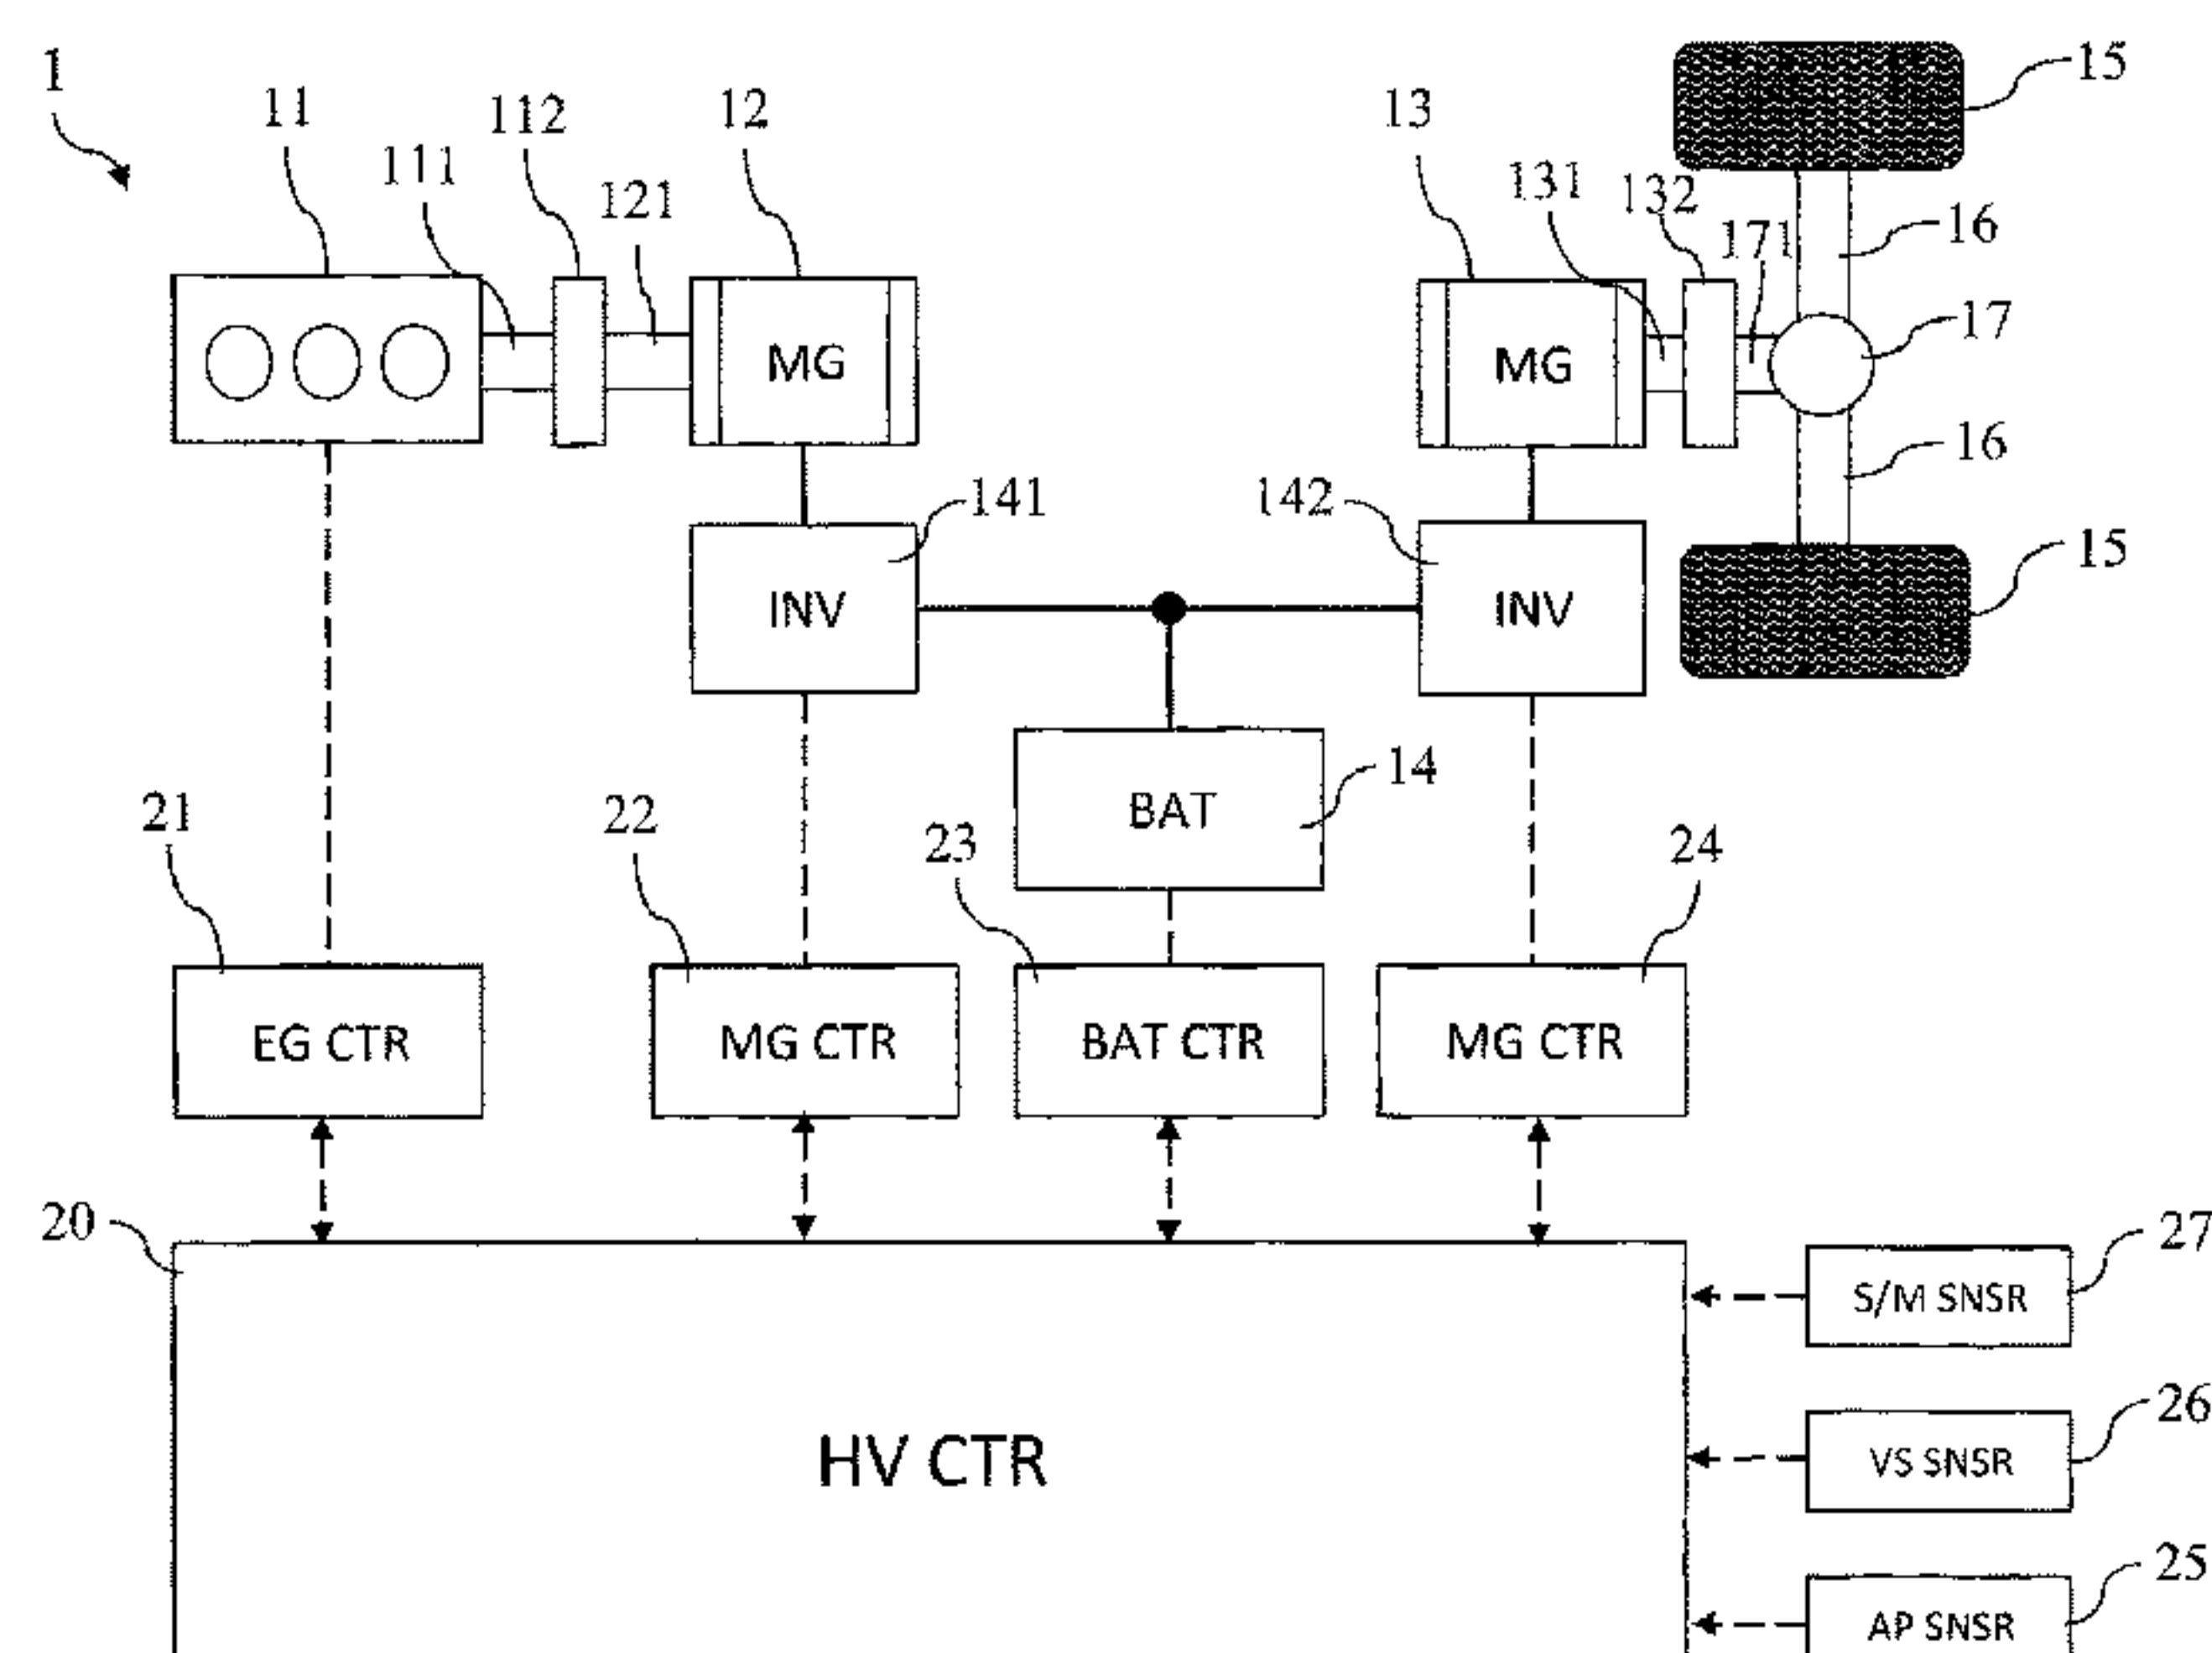 1
11
111
112
121
12
13
131
132
171
15
16
17
16
15
MG
MG
141
142
INV
INV
14
BAT
21
22
23
24
EG CTR
MG CTR
BAT CTR
MG CTR
20
HV CTR
27
S/M SNSR
26
VS SNSR
25
AP SNSR